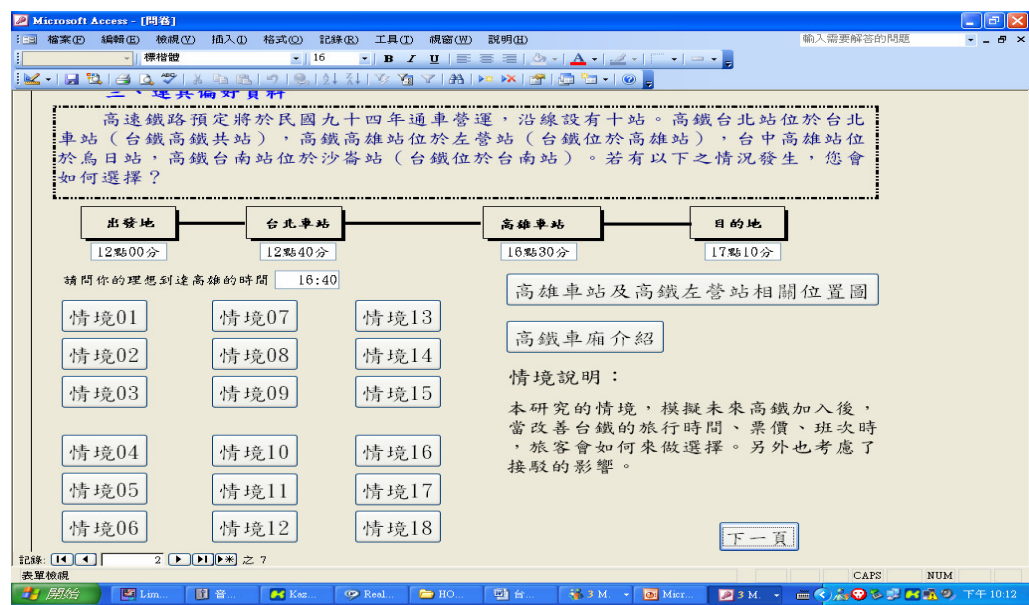 Microsoft Access - [問卷]
檔案(F) 編輯(E) 檢視(V) 插入(I) 格式(O) 記錄(R) 工具(T) 視窗(W) 說明(H) 輸入需要解答的問題
標楷體 16 B I U
三、運具偏好資料
高速鐵路預定將於民國九十四年通車營運，沿線設有十站。高鐵台北站位於台北
車站（台鐵高鐵共站），高鐵高雄站位於左營站（台鐵位於高雄站），台中高雄站位
於烏日站，高鐵台南站位於沙崙站（台鐵位於台南站）。若有以下之情況發生，您會
如何選擇？
出發地 台北車站 高雄車站 目的地
12點00分 12點40分 16點30分 17點10分
請問你的理想到達高雄的時間 16:40
高雄車站及高鐵左營站相關位置圖
情境01 情境07 情境13
高鐵車廂介紹
情境02 情境08 情境14
情境03 情境09 情境15
情境說明：
本研究的情境，模擬未來高鐵加入後，
當改善台鐵的旅行時間、票價、班次時
，旅客會如何來做選擇。另外也考慮了
接駁的影響。
情境04 情境10 情境16
情境05 情境11 情境17
情境06 情境12 情境18
下一頁
記錄: 2 之 7
表單檢視 CAPS NUM
開始 Lim... 音... Kaz... Real... HO... 台... 3 M. Micr... 3 M. 下午 10:12